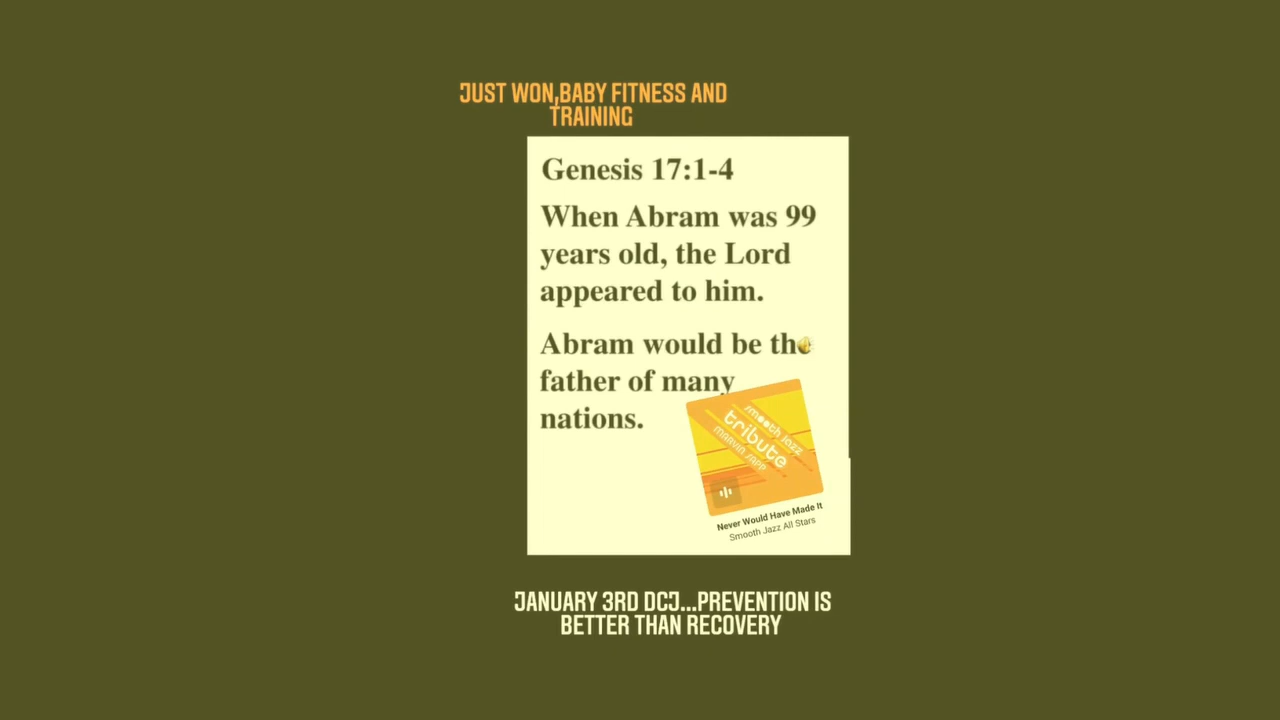 JUST WON,BABY FITNESS AND
TRAINING
Genesis 17:1-4
When Abram was 99
years old, the Lord
appeared to him.
Abram would be the
father of many
nations.
smooth jazz
tribute
MARVIN SAPP
Never Would Have Made It
Smooth Jazz All Stars
JANUARY 3RD DCJ...PREVENTION IS
BETTER THAN RECOVERY